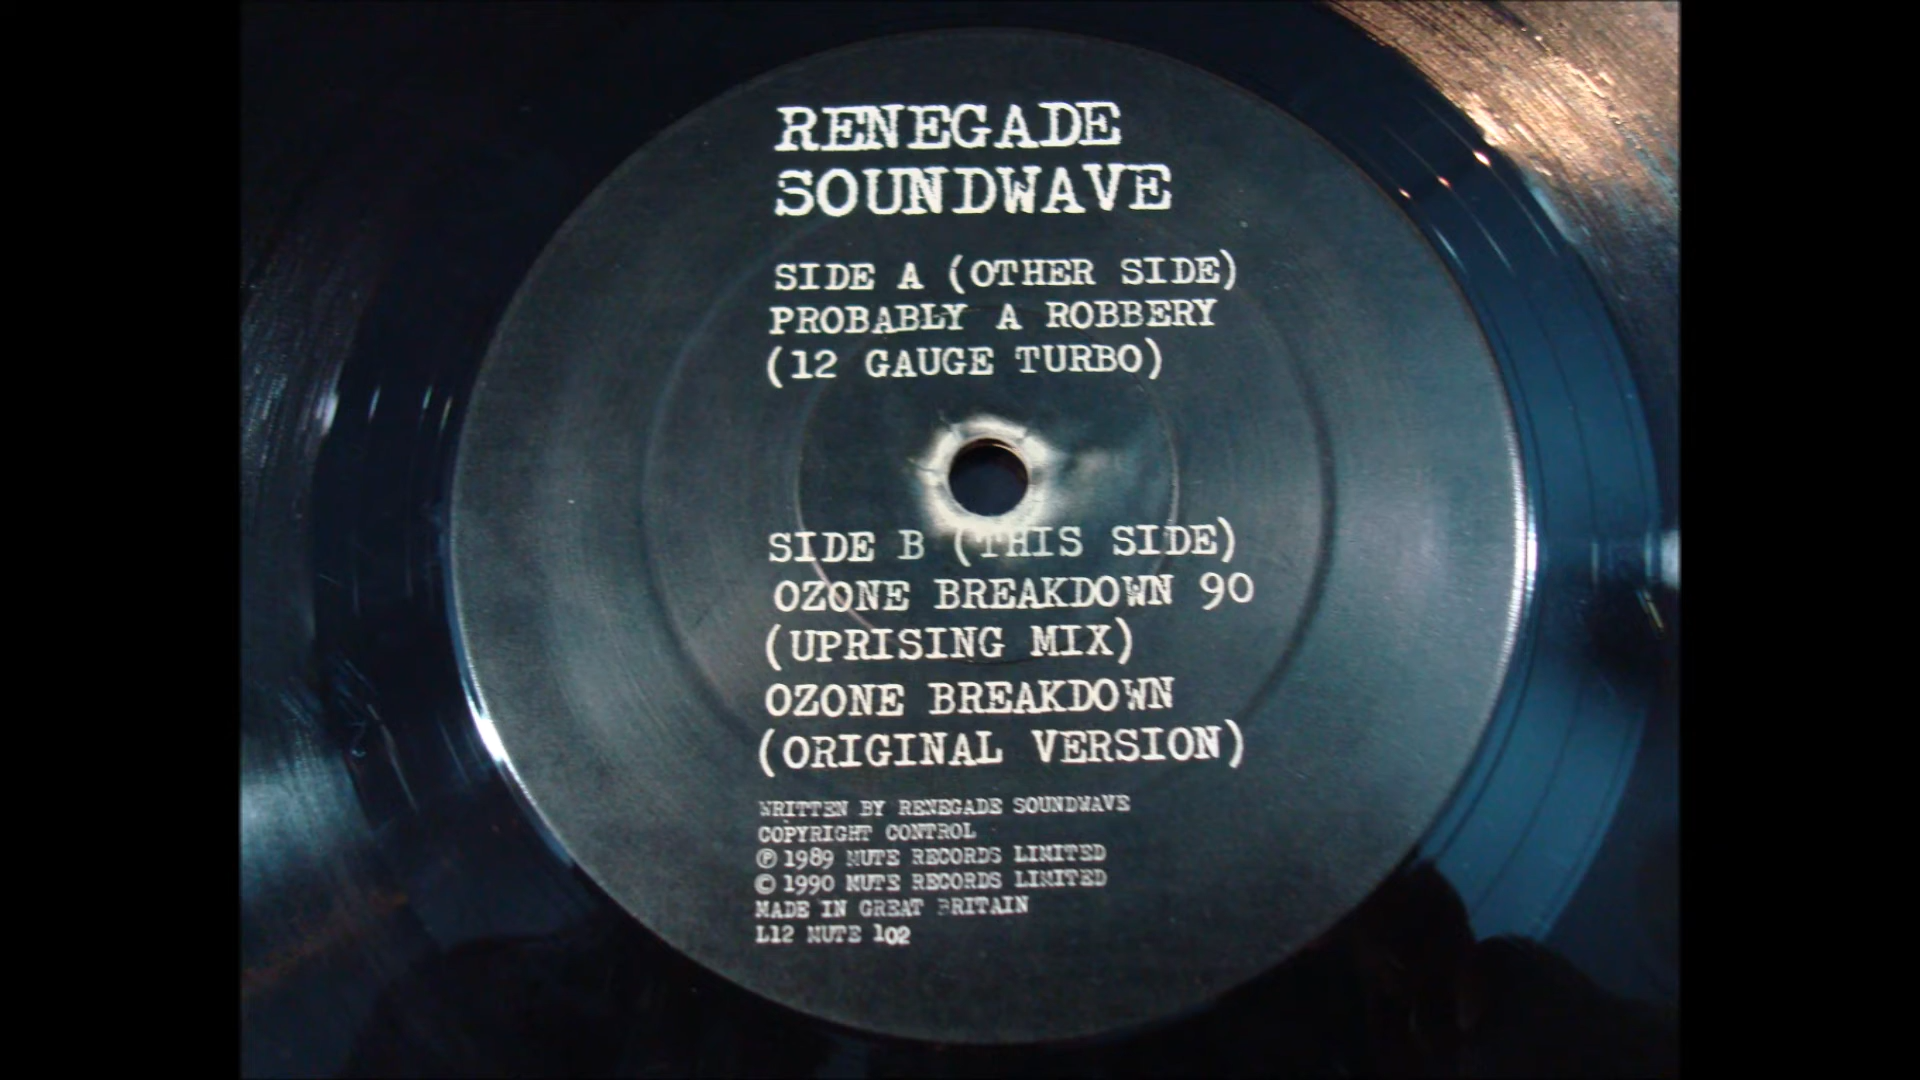 RENEGADE
SOUNDWAVE
SIDE A (OTHER SIDE)
PROBABLY A ROBBERY
(12 GAUGE TURBO)
SIDE B (THIS SIDE)
OZONE BREAKDOWN 90
(UPRISING MIX)
OZONE BREAKDOWN
(ORIGINAL VERSION)
WRITTEN BY RENEGADE SOUNDWAVE
COPYRIGHT CONTROL
℗ 1989 MUTE RECORDS LIMITED
© 1990 MUTE RECORDS LIMITED
MADE IN GREAT BRITAIN
L12 MUTE 102